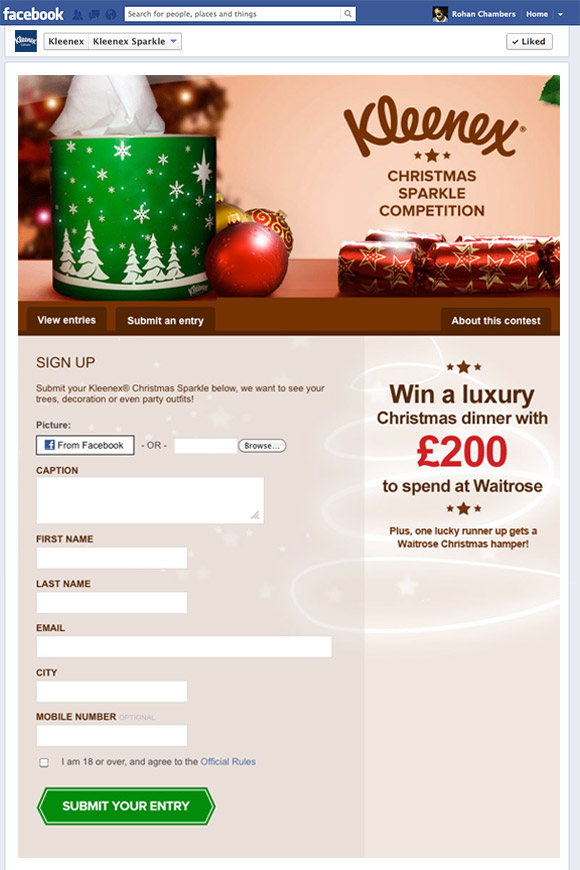 facebook Search for people, places and things Rohan Chambers Home
Kleenex Kleenex Sparkle Liked
Kleenex®
CHRISTMAS
SPARKLE
COMPETITION
Kleenex
View entries Submit an entry About this contest
SIGN UP
Submit your Kleenex® Christmas Sparkle below, we want to see your
trees, decoration or even party outfits!
Picture:
From Facebook - OR - Browse...
CAPTION
FIRST NAME
LAST NAME
EMAIL
CITY
MOBILE NUMBER OPTIONAL
I am 18 or over, and agree to the Official Rules
SUBMIT YOUR ENTRY
Win a luxury
Christmas dinner with
£200
to spend at Waitrose
Plus, one lucky runner up gets a
Waitrose Christmas hamper!